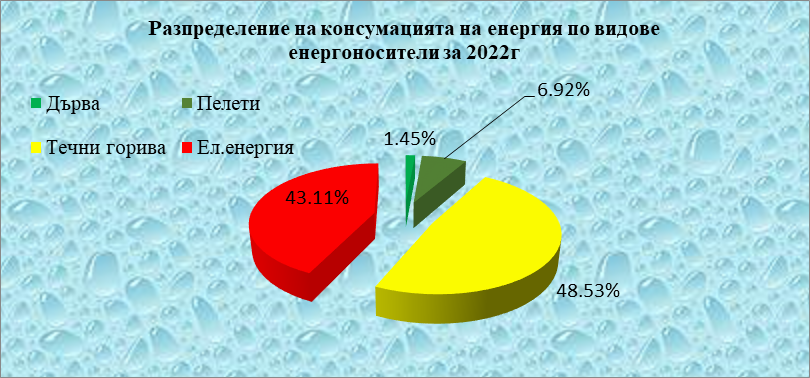 Разпределение на консумацията на енергия по видове
енергоносители за 2022г
Дърва
Пелети
Течни горива
Ел.енергия
1.45%
6.92%
43.11%
48.53%